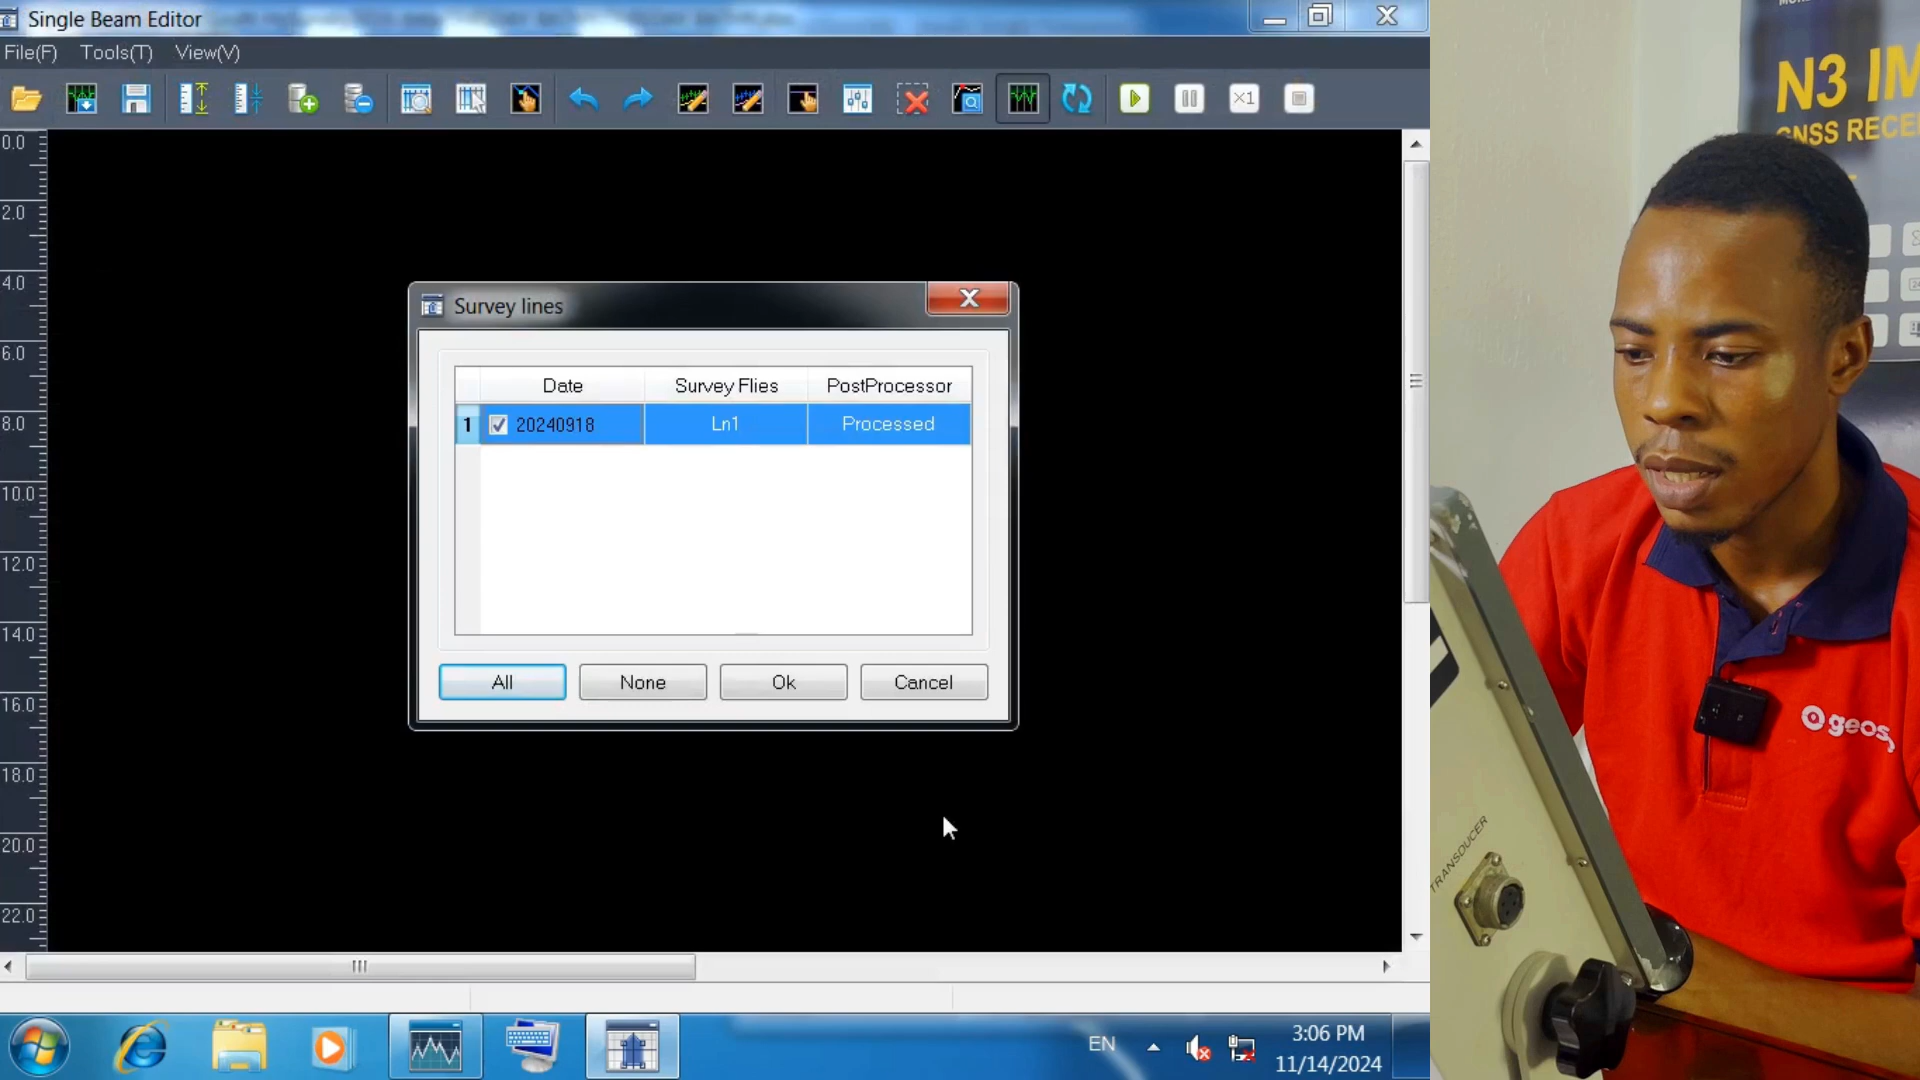 Single Beam Editor
File(F) Tools(T) View(V)
×1
0.0
2.0
4.0
6.0
8.0
10.0
12.0
14.0
16.0
18.0
20.0
22.0
Survey lines
Date Survey Flies PostProcessor
1 20240918 Ln1 Processed
All None Ok Cancel
EN
3:06 PM
11/14/2024
N3 IM
GNSS RECE
geos
TRANSDUCER